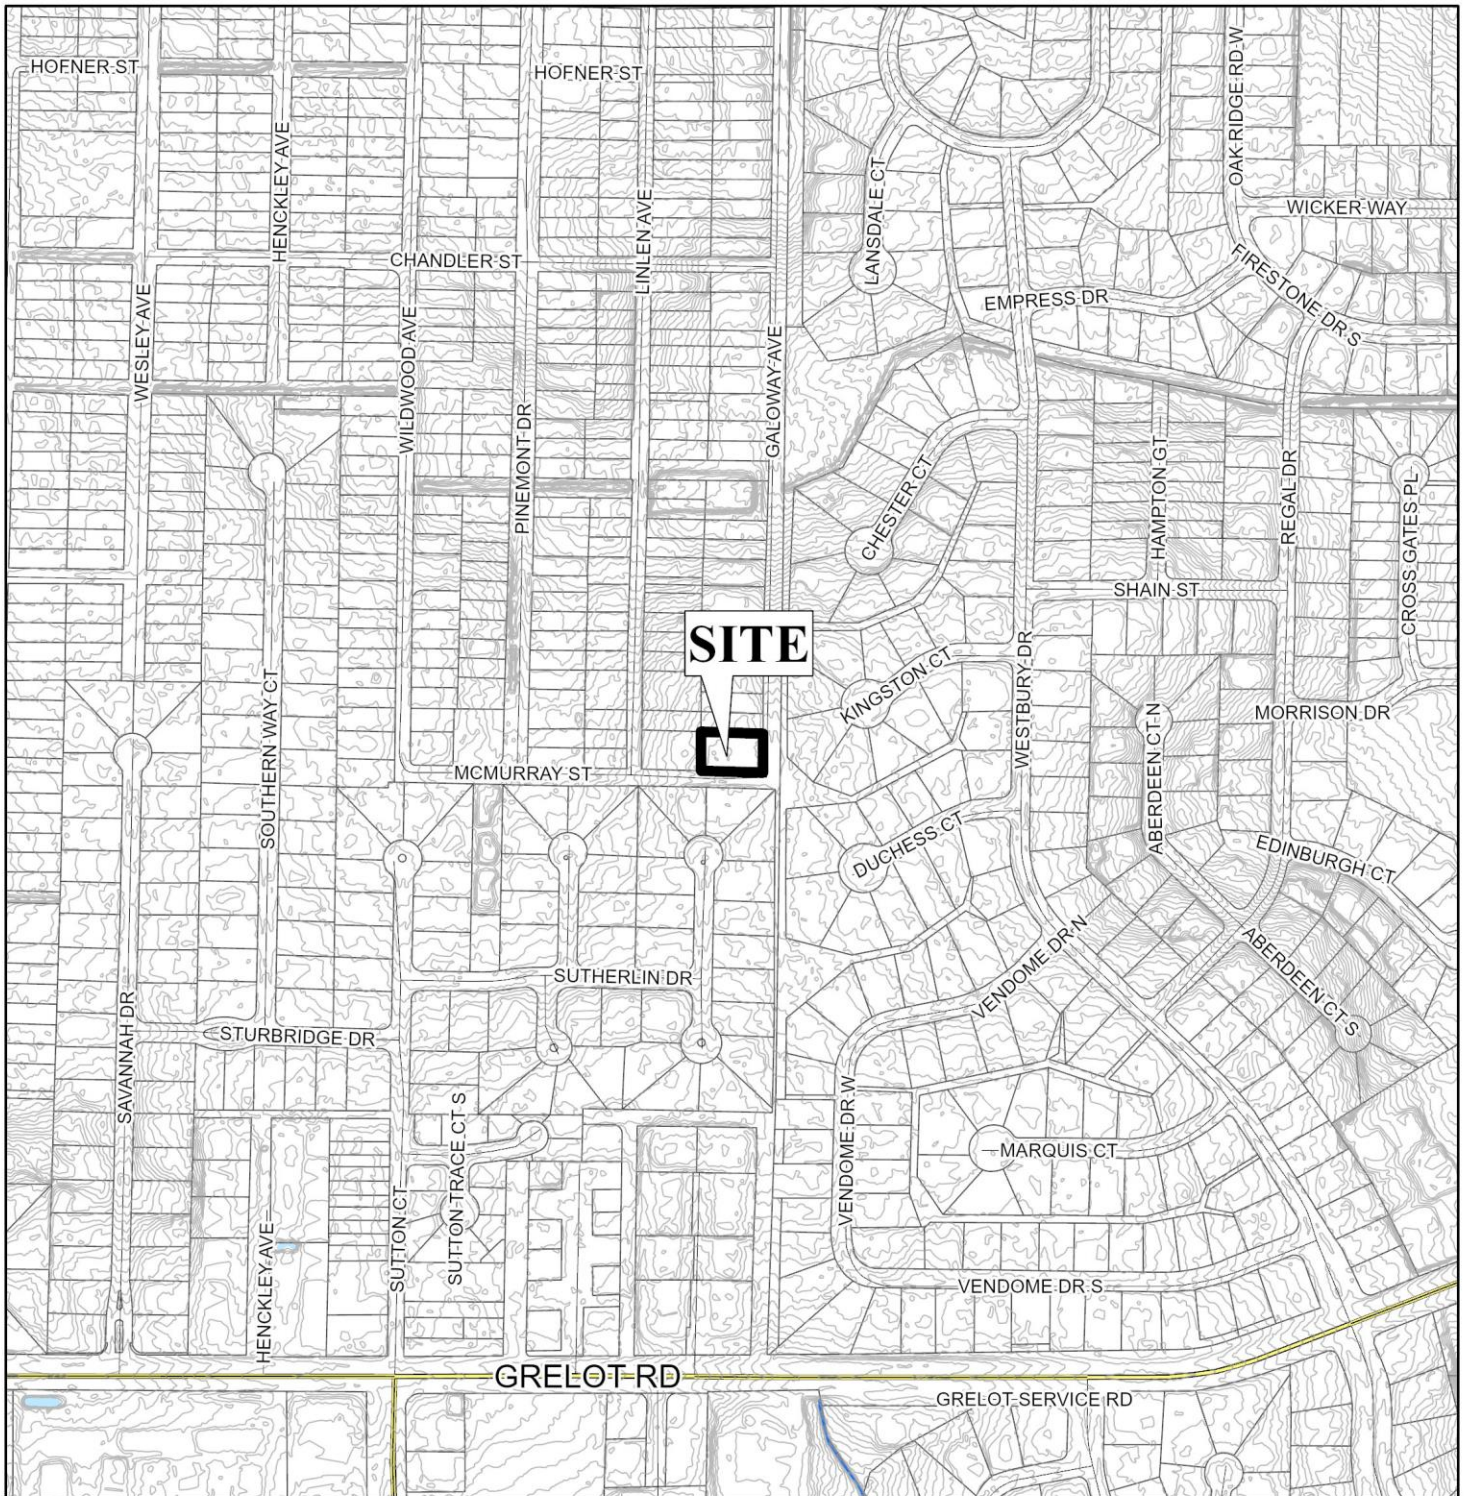 HOFNER ST
HOFNER ST
OAK RIDGE RD W
HENCKLEY AVE
LANSDALE CT
LINLEN AVE
WICKER WAY
CHANDLER ST
FIRESTONE DR S
EMPRESS DR
WESLEY AVE
WILDWOOD AVE
GALOWAY AVE
PINEMONT DR
CHESTER CT
HAMPTON GT
REGAL DR
CROSS GATES PL
SHAIN ST
SITE
WESTBURY DR
KINGSTON CT
SOUTHERN WAY CT
ABERDEEN CT N
MORRISON DR
MCMURRAY ST
DUCHESS CT
EDINBURGH CT
VENDOME DR N
ABERDEEN CT S
SUTHERLIN DR
SAVANNAH DR
STURBRIDGE DR
SUTTON TRACE CT S
VENDOME DR W
MARQUIS CT
SUTTON CT
HENCKLEY AVE
VENDOME DR S
GRELOT RD
GRELOT SERVICE RD